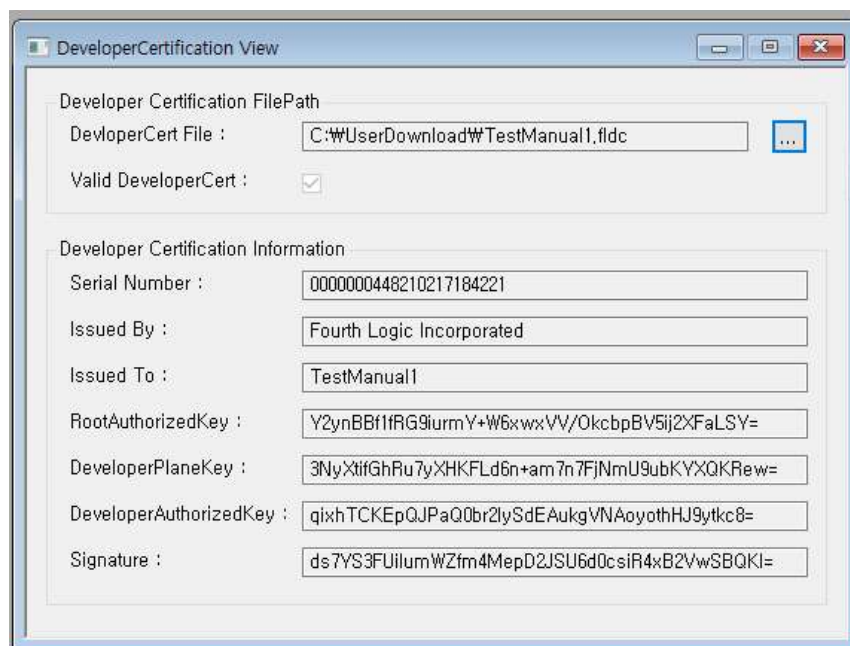 DeveloperCertification View
Developer Certification FilePath
DevloperCert File : C:₩UserDownload₩TestManual1.fldc ...
Valid DeveloperCert :
Developer Certification Information
Serial Number : 0000000448210217184221
Issued By : Fourth Logic Incorporated
Issued To : TestManual1
RootAuthorizedKey : Y2ynBBf1fRG9iurmY+W6xwxVV/OkcbpBV5ij2XFaLSY=
DeveloperPlaneKey : 3NyXtifGhRu7yXHKFLd6n+am7n7FjNmU9ubKYXQKRew=
DeveloperAuthorizedKey : qixhTCKEpQJPaQ0br2lySdEAukgVNAoyothHJ9ytkc8=
Signature : ds7YS3FUilumWZfm4MepD2JSU6d0csiR4xB2VwSBQKI=